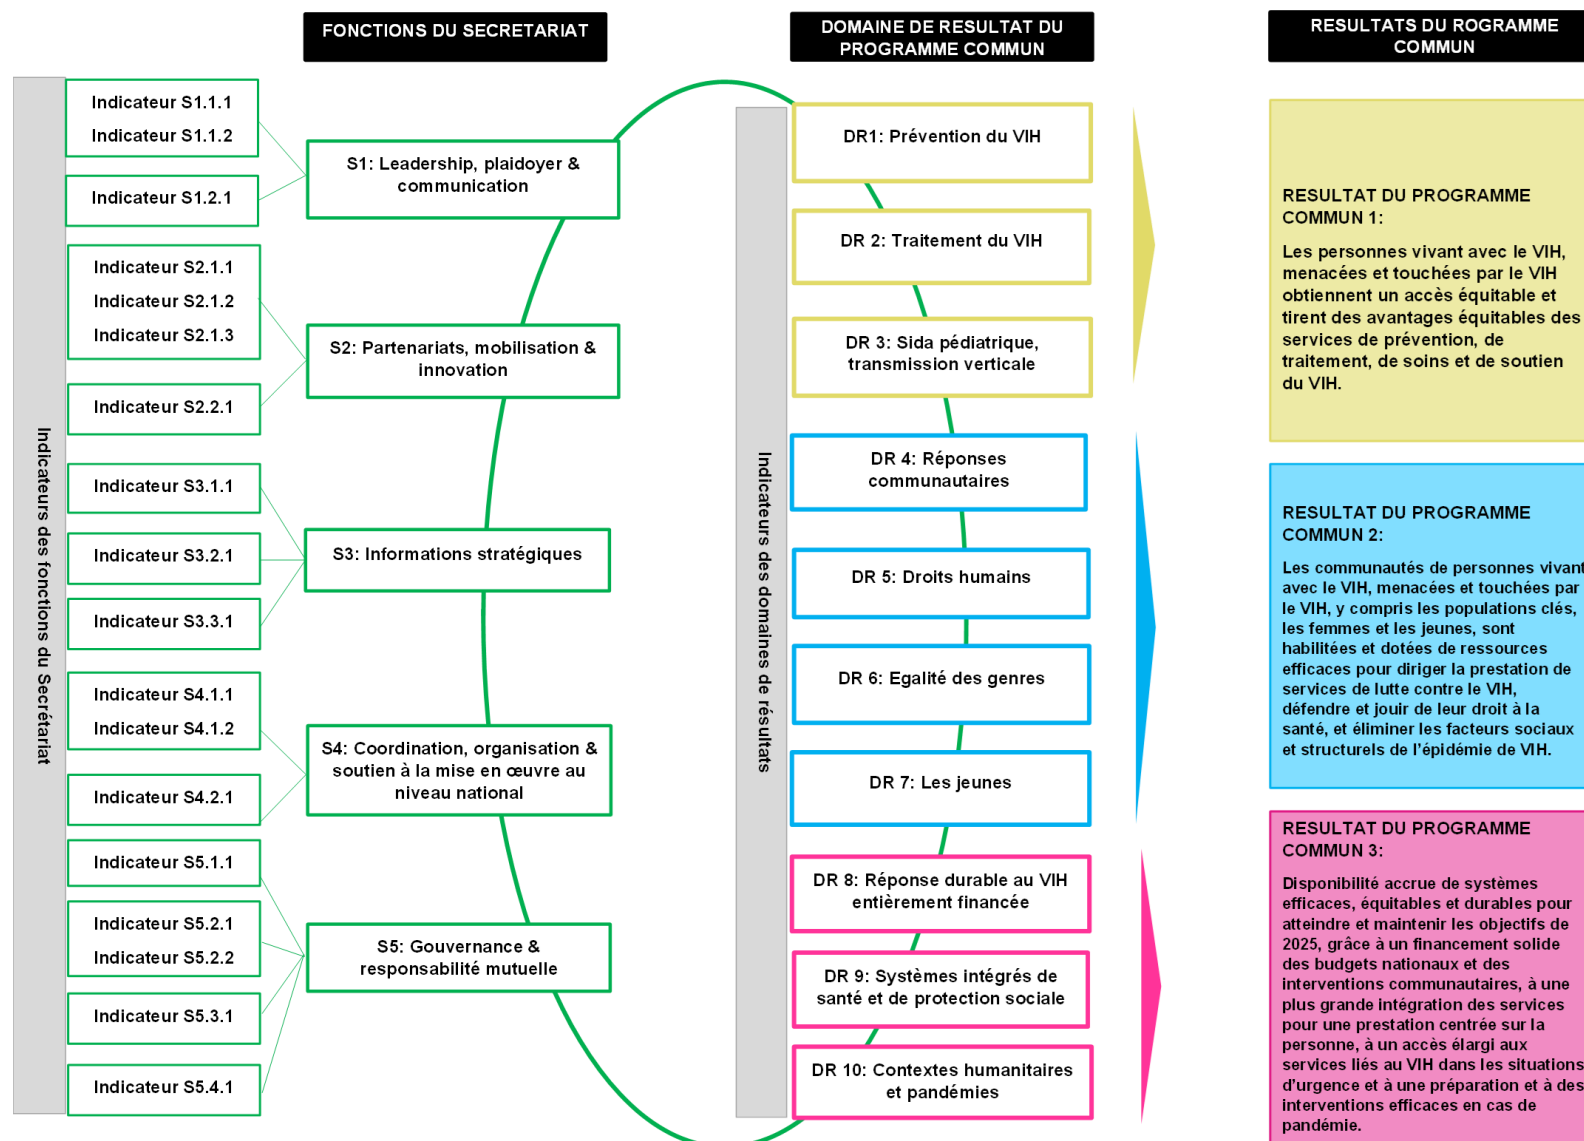 FONCTIONS DU SECRETARIAT
DOMAINE DE RESULTAT DU
PROGRAMME COMMUN
RESULTATS DU ROGRAMME
COMMUN
Indicateurs des fonctions du Secrétariat
Indicateur S1.1.1
Indicateur S1.1.2
Indicateur S1.2.1
Indicateur S2.1.1
Indicateur S2.1.2
Indicateur S2.1.3
Indicateur S2.2.1
Indicateur S3.1.1
Indicateur S3.2.1
Indicateur S3.3.1
Indicateur S4.1.1
Indicateur S4.1.2
Indicateur S4.2.1
Indicateur S5.1.1
Indicateur S5.2.1
Indicateur S5.2.2
Indicateur S5.3.1
Indicateur S5.4.1
S1: Leadership, plaidoyer &
communication
S2: Partenariats, mobilisation &
innovation
S3: Informations stratégiques
S4: Coordination, organisation &
soutien à la mise en œuvre au
niveau national
S5: Gouvernance &
responsabilité mutuelle
Indicateurs des domaines de résultats
DR1: Prévention du VIH
DR 2: Traitement du VIH
DR 3: Sida pédiatrique,
transmission verticale
DR 4: Réponses
communautaires
DR 5: Droits humains
DR 6: Egalité des genres
DR 7: Les jeunes
DR 8: Réponse durable au VIH
entièrement financée
DR 9: Systèmes intégrés de
santé et de protection sociale
DR 10: Contextes humanitaires
et pandémies
RESULTAT DU PROGRAMME
COMMUN 1:
Les personnes vivant avec le VIH,
menacées et touchées par le VIH
obtiennent un accès équitable et
tirent des avantages équitables des
services de prévention, de
traitement, de soins et de soutien
du VIH.
RESULTAT DU PROGRAMME
COMMUN 2:
Les communautés de personnes vivant
avec le VIH, menacées et touchées par
le VIH, y compris les populations clés,
les femmes et les jeunes, sont
habilitées et dotées de ressources
efficaces pour diriger la prestation de
services de lutte contre le VIH,
défendre et jouir de leur droit à la
santé, et éliminer les facteurs sociaux
et structurels de l'épidémie de VIH.
RESULTAT DU PROGRAMME
COMMUN 3:
Disponibilité accrue de systèmes
efficaces, équitables et durables pour
atteindre et maintenir les objectifs de
2025, grâce à un financement solide
des budgets nationaux et des
interventions communautaires, à une
plus grande intégration des services
pour une prestation centrée sur la
personne, à un accès élargi aux
services liés au VIH dans les situations
d'urgence et à une préparation et à des
interventions efficaces en cas de
pandémie.